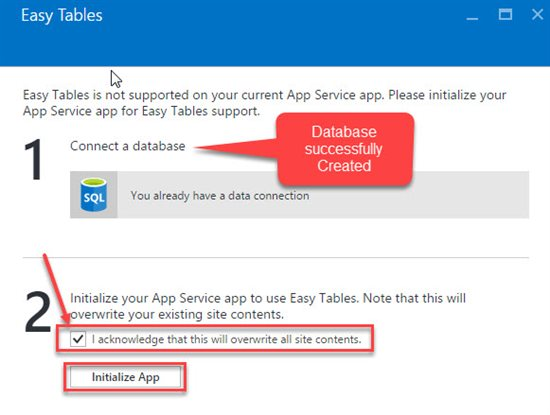 Easy Tables
Easy Tables is not supported on your current App Service app. Please initialize your
App Service app for Easy Tables support.
1
Connect a database
Database
successfully
Created
SQL
You already have a data connection
2
Initialize your App Service app to use Easy Tables. Note that this will
overwrite your existing site contents.
I acknowledge that this will overwrite all site contents.
Initialize App